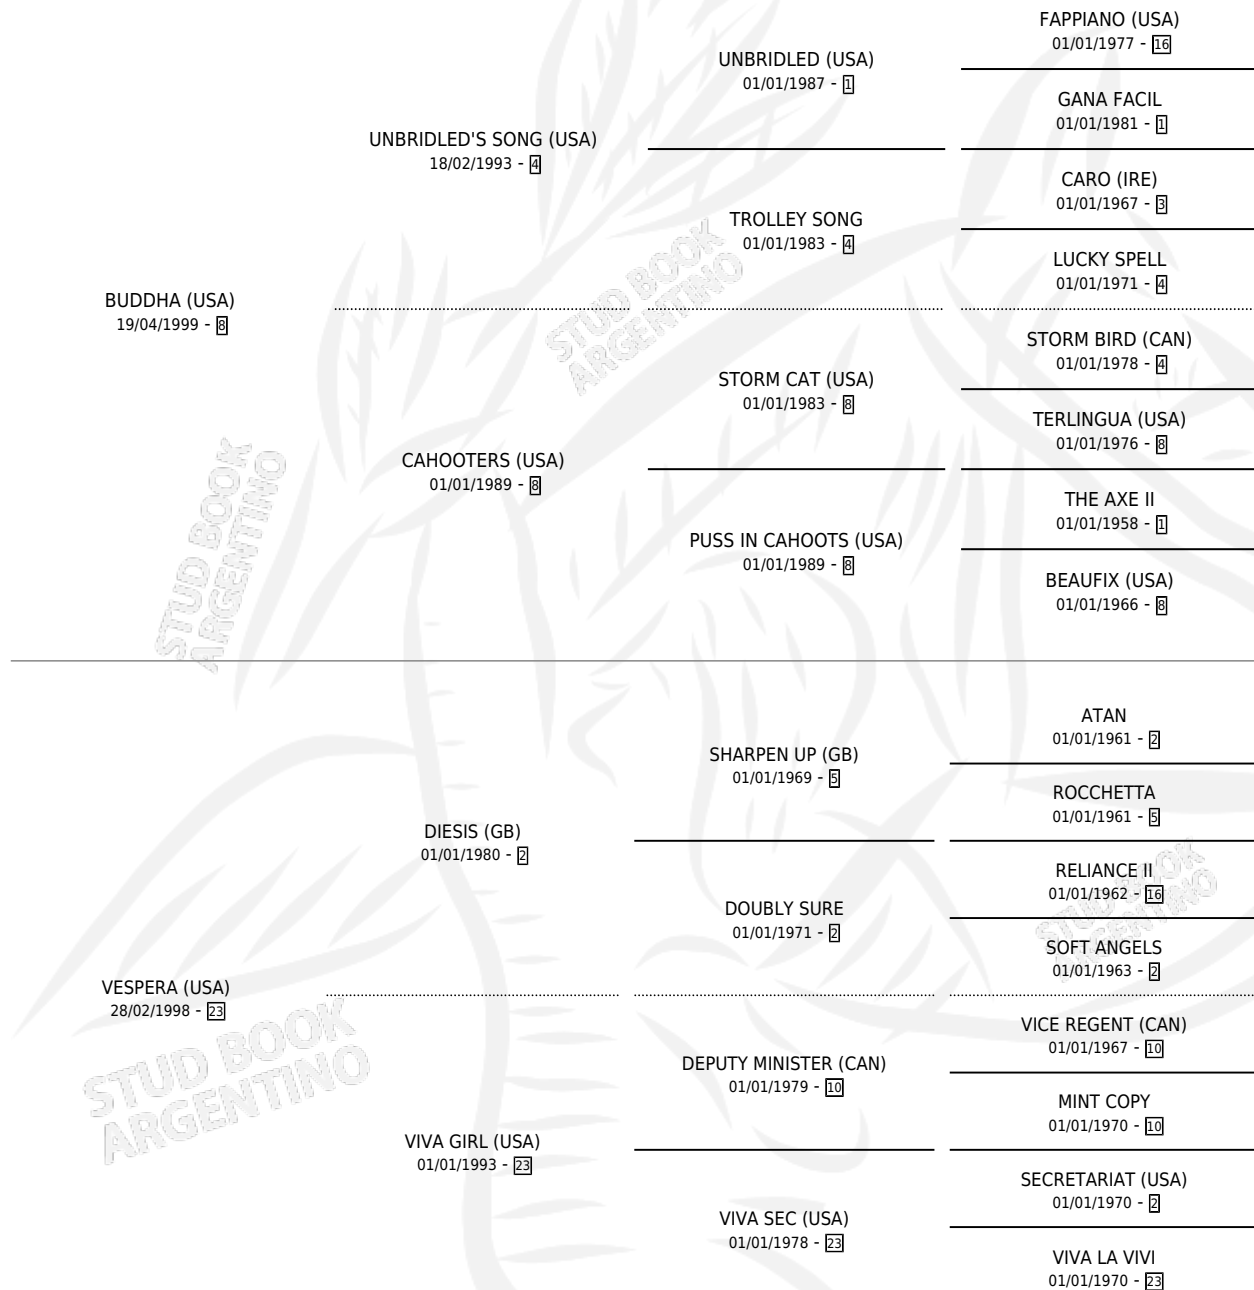 FAPPIANO (USA)
01/01/1977 - 16
UNBRIDLED (USA)
01/01/1987 - 1
GANA FACIL
01/01/1981 - 1
UNBRIDLED'S SONG (USA)
18/02/1993 - 4
CARO (IRE)
01/01/1967 - 3
TROLLEY SONG
01/01/1983 - 4
LUCKY SPELL
01/01/1971 - 4
BUDDHA (USA)
19/04/1999 - 8
STUD BOOK
ARGENTINO
STORM BIRD (CAN)
01/01/1978 - 4
STORM CAT (USA)
01/01/1983 - 8
TERLINGUA (USA)
01/01/1976 - 8
CAHOOTERS (USA)
01/01/1989 - 8
THE AXE II
01/01/1958 - 1
PUSS IN CAHOOTS (USA)
01/01/1989 - 8
BEAUFIX (USA)
01/01/1966 - 8
STUD BOOK
ARGENTINO
ATAN
01/01/1961 - 2
SHARPEN UP (GB)
01/01/1969 - 5
ROCCHETTA
01/01/1961 - 5
DIESIS (GB)
01/01/1980 - 2
RELIANCE II
01/01/1962 - 16
DOUBLY SURE
01/01/1971 - 2
SOFT ANGELS
01/01/1963 - 2
STUD BOOK
ARGENTINO
VESPERA (USA)
28/02/1998 - 23
VICE REGENT (CAN)
01/01/1967 - 10
DEPUTY MINISTER (CAN)
01/01/1979 - 10
MINT COPY
01/01/1970 - 10
STUD BOOK
ARGENTINO
VIVA GIRL (USA)
01/01/1993 - 23
SECRETARIAT (USA)
01/01/1970 - 2
VIVA SEC (USA)
01/01/1978 - 23
VIVA LA VIVI
01/01/1970 - 23